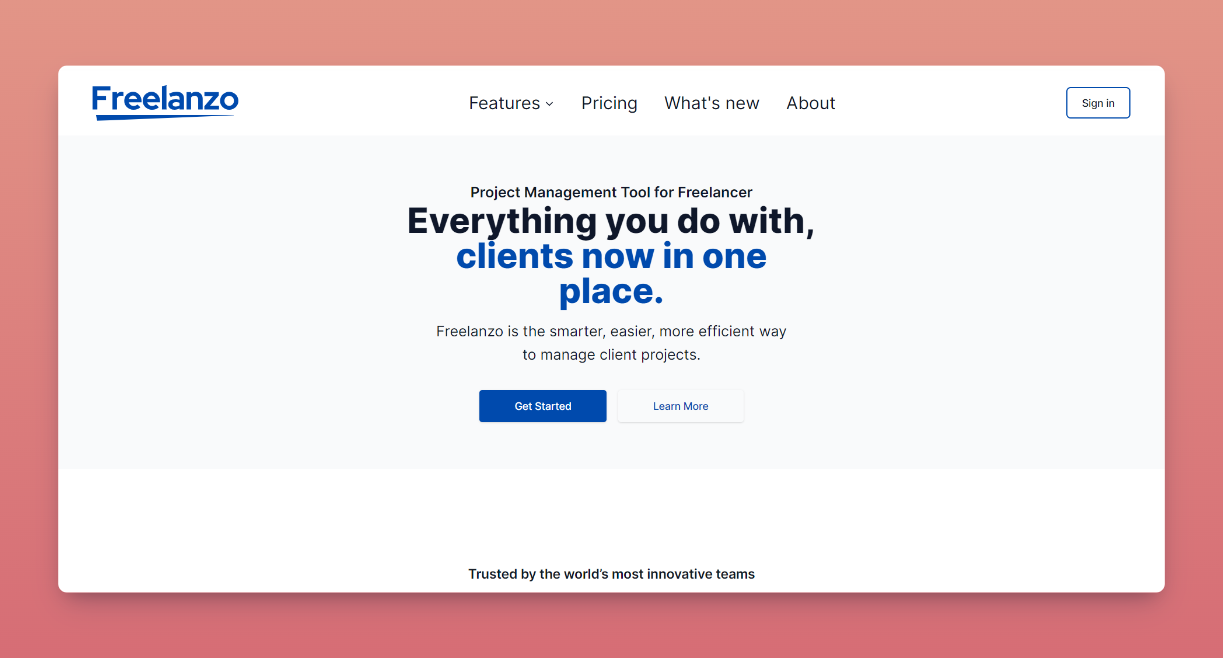 Freelanzo
Features
Pricing
What's new
About
Sign in
Project Management Tool for Freelancer
Everything you do with,
clients now in one
place.
Freelanzo is the smarter, easier, more efficient way
to manage client projects.
Get Started
Learn More
Trusted by the world’s most innovative teams